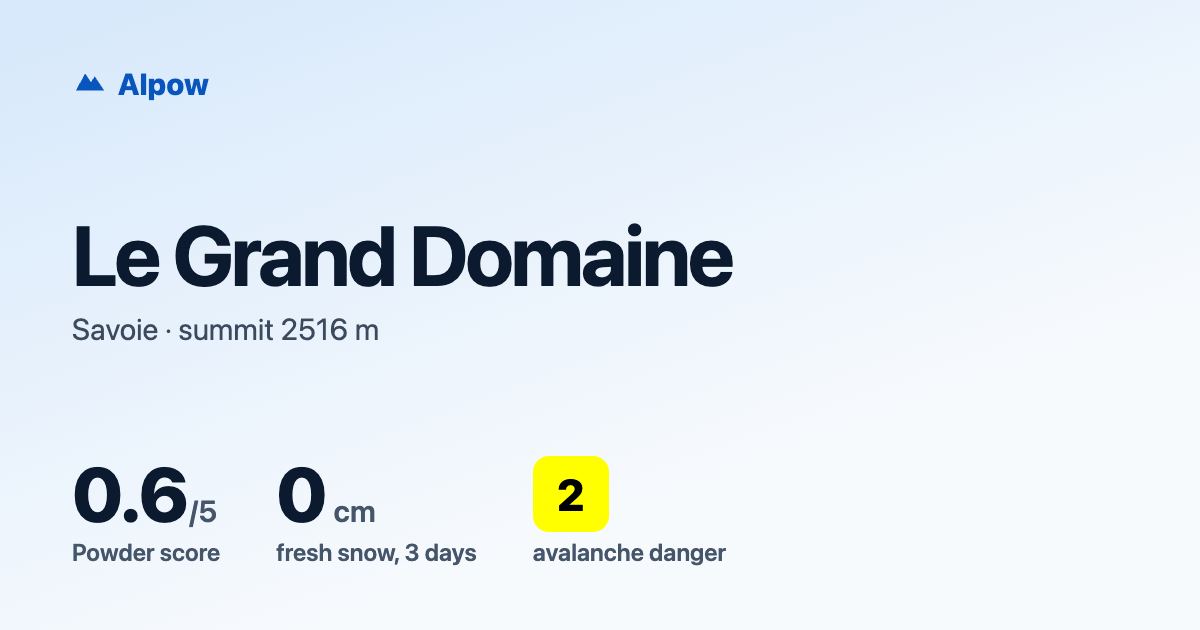 Alpow
Le Grand Domaine
Savoie · summit 2516 m
0.6/5
Powder score
0 cm
fresh snow, 3 days
2
avalanche danger